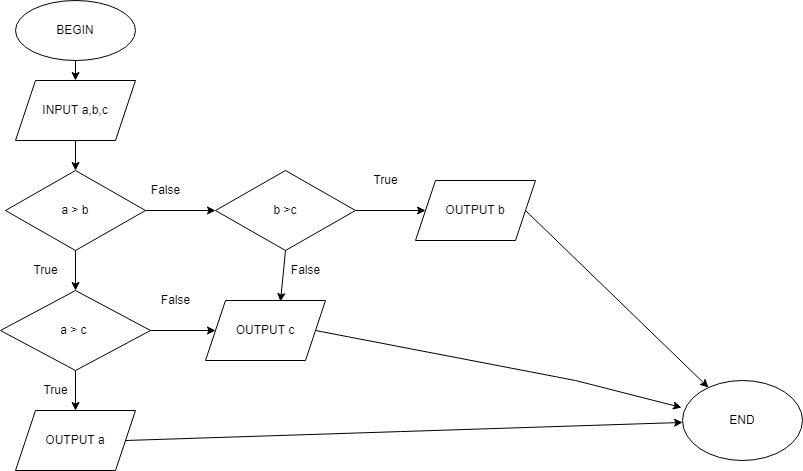 BEGIN
INPUT a,b,c
a > b
False
b >c
True
OUTPUT b
True
False
a > c
False
OUTPUT c
True
OUTPUT a
END